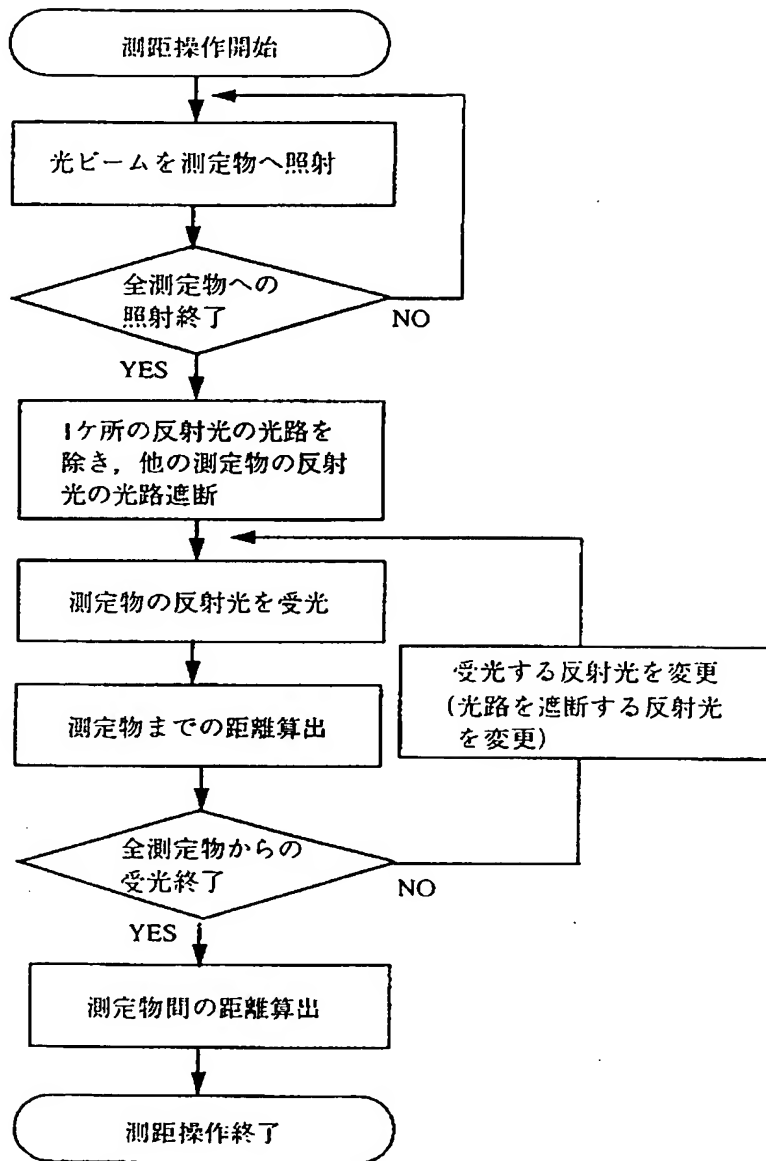 測距操作開始
光ビームを測定物へ照射
全測定物への
照射終了
NO
YES
1ケ所の反射光の光路を
除き，他の測定物の反射
光の光路遮断
測定物の反射光を受光
受光する反射光を変更
(光路を遮断する反射光
を変更)
測定物までの距離算出
全測定物からの
受光終了
NO
YES
測定物間の距離算出
測距操作終了